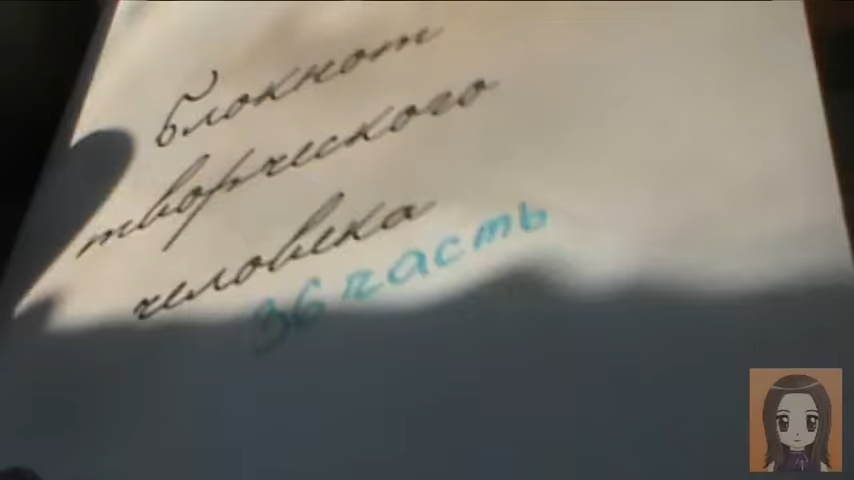 Блокнот
творческого
человека
36 часть